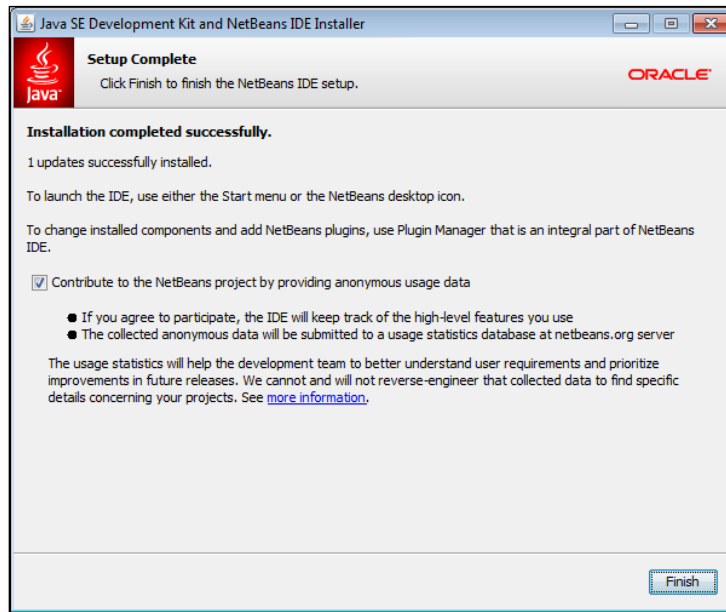 Java SE Development Kit and NetBeans IDE Installer
Java
Setup Complete
Click Finish to finish the NetBeans IDE setup.
ORACLE
Installation completed successfully.
1 updates successfully installed.
To launch the IDE, use either the Start menu or the NetBeans desktop icon.
To change installed components and add NetBeans plugins, use Plugin Manager that is an integral part of NetBeans
IDE.
Contribute to the NetBeans project by providing anonymous usage data
● If you agree to participate, the IDE will keep track of the high-level features you use
● The collected anonymous data will be submitted to a usage statistics database at netbeans.org server
The usage statistics will help the development team to better understand user requirements and prioritize
improvements in future releases. We cannot and will not reverse-engineer that collected data to find specific
details concerning your projects. See more information.
Finish